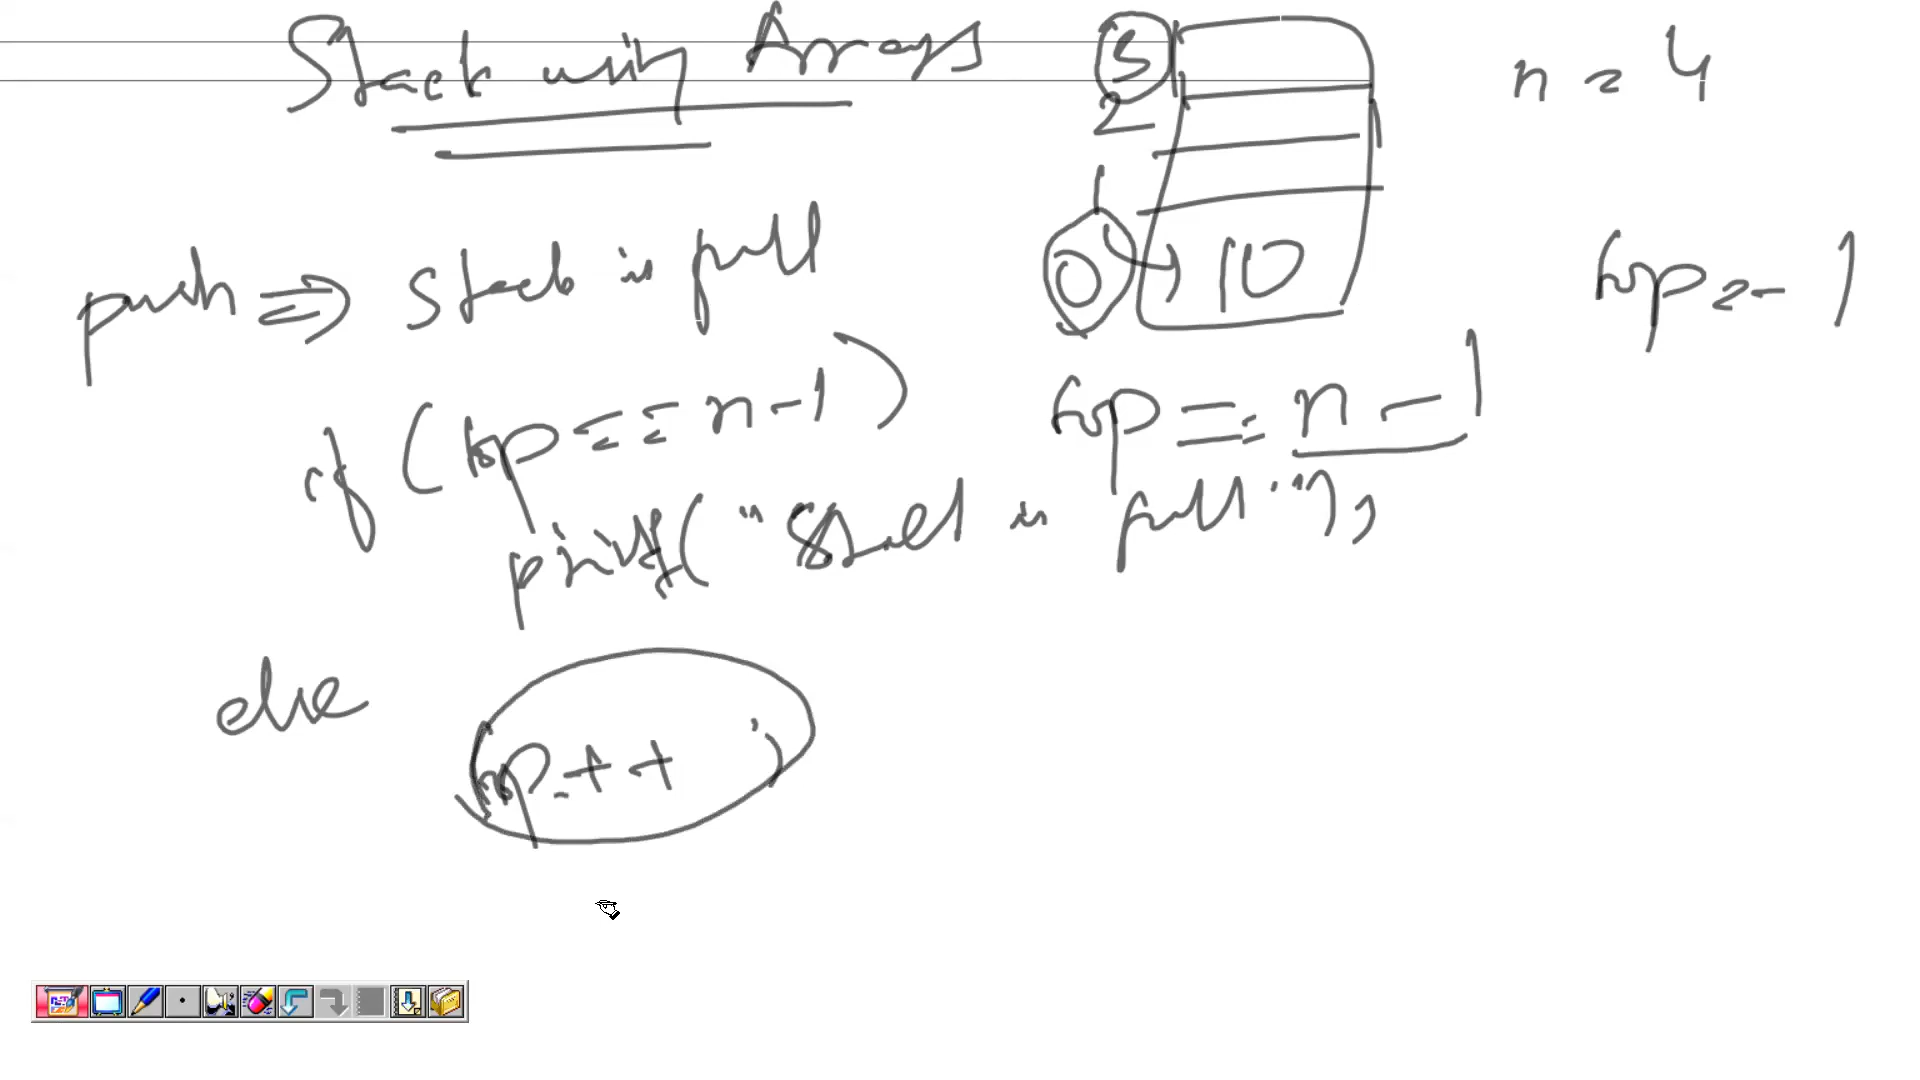 Stack using Arrays
3
n = 4
2
1
push => Stack is full
0
10
top = -1
if (top == n-1)
top == n-1
printf("Stack is full");
else
top++;